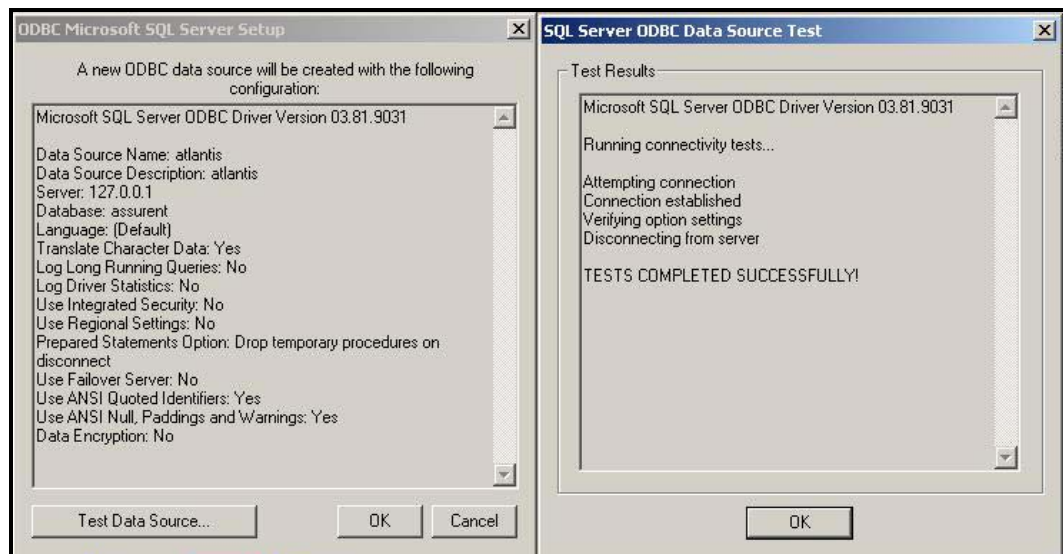 ODBC Microsoft SQL Server Setup
A new ODBC data source will be created with the following
configuration:
Microsoft SQL Server ODBC Driver Version 03.81.9031
Data Source Name: atlantis
Data Source Description: atlantis
Server: 127.0.0.1
Database: assurent
Language: (Default)
Translate Character Data: Yes
Log Long Running Queries: No
Log Driver Statistics: No
Use Integrated Security: No
Use Regional Settings: No
Prepared Statements Option: Drop temporary procedures on
disconnect
Use Failover Server: No
Use ANSI Quoted Identifiers: Yes
Use ANSI Null, Paddings and Warnings: Yes
Data Encryption: No
Test Data Source...
OK
Cancel
SQL Server ODBC Data Source Test
Test Results
Microsoft SQL Server ODBC Driver Version 03.81.9031
Running connectivity tests...
Attempting connection
Connection established
Verifying option settings
Disconnecting from server
TESTS COMPLETED SUCCESSFULLY!
OK